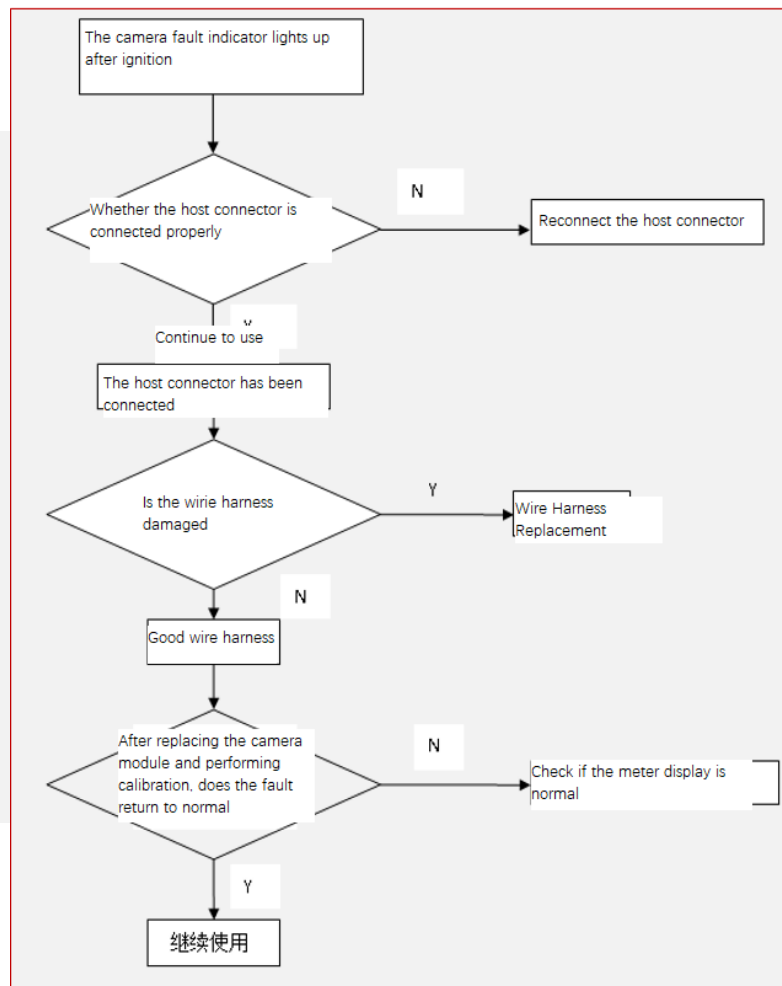 The camera fault indicator lights up
after ignition
N
Whether the host connector is
connected properly
Reconnect the host connector
Continue to use
The host connector has been
connected
Y
Is the wirie harness
damaged
Wire Harness
Replacement
N
Good wire harness
After replacing the camera
module and performing
calibration, does the fault
return to normal
N
Check if the meter display is
normal
Y
继续使用